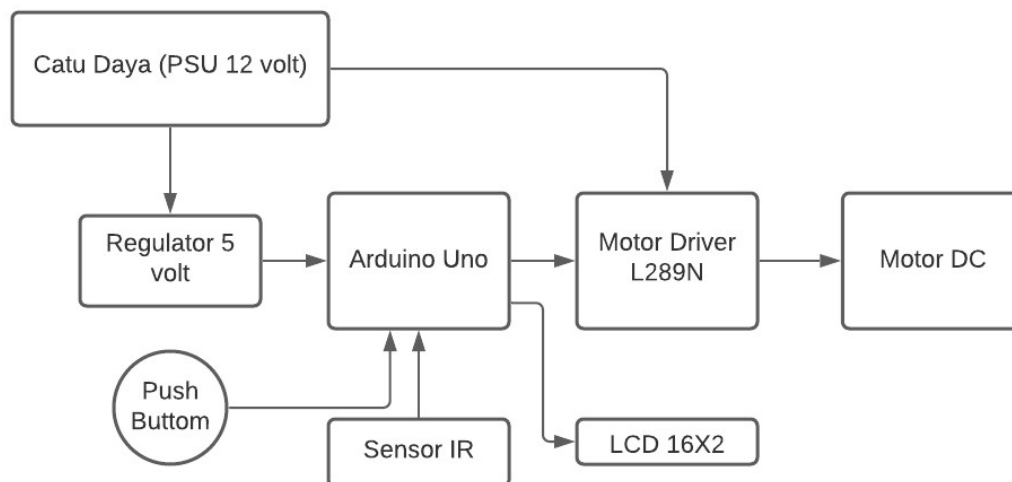 Catu Daya (PSU 12 volt)
Regulator 5
volt
Arduino Uno
Motor Driver
L289N
Motor DC
Push
Buttom
Sensor IR
LCD 16X2